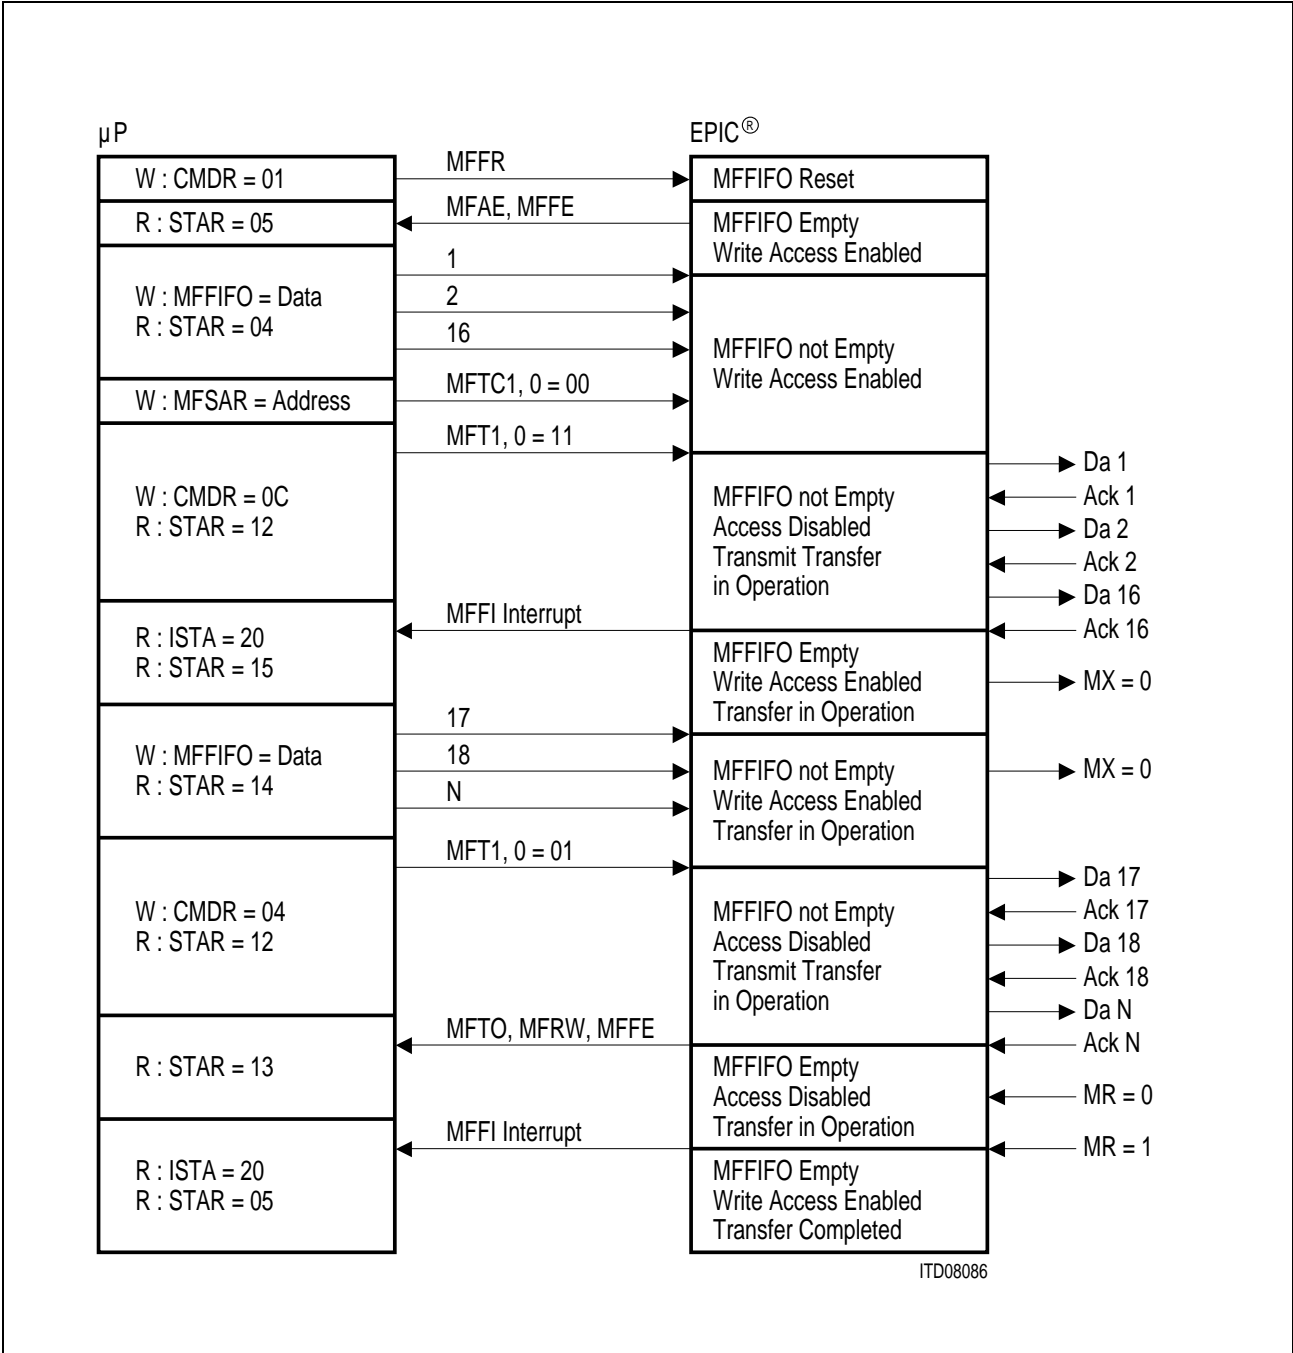 µP
EPIC®
W : CMDR = 01
MFFR
MFFIFO Reset
R : STAR = 05
MFAE, MFFE
MFFIFO Empty
Write Access Enabled
W : MFFIFO = Data
R : STAR = 04
1
2
16
MFFIFO not Empty
Write Access Enabled
W : MFSAR = Address
MFTC1, 0 = 00
MFT1, 0 = 11
W : CMDR = 0C
R : STAR = 12
MFFIFO not Empty
Access Disabled
Transmit Transfer
in Operation
Da 1
Ack 1
Da 2
Ack 2
Da 16
Ack 16
MFFI Interrupt
R : ISTA = 20
R : STAR = 15
MFFIFO Empty
Write Access Enabled
Transfer in Operation
MX = 0
W : MFFIFO = Data
R : STAR = 14
17
18
N
MFFIFO not Empty
Write Access Enabled
Transfer in Operation
MX = 0
MFT1, 0 = 01
W : CMDR = 04
R : STAR = 12
MFFIFO not Empty
Access Disabled
Transmit Transfer
in Operation
Da 17
Ack 17
Da 18
Ack 18
Da N
Ack N
MFTO, MFRW, MFFE
R : STAR = 13
MFFIFO Empty
Access Disabled
Transfer in Operation
MR = 0
MR = 1
MFFI Interrupt
R : ISTA = 20
R : STAR = 05
MFFIFO Empty
Write Access Enabled
Transfer Completed
ITD08086